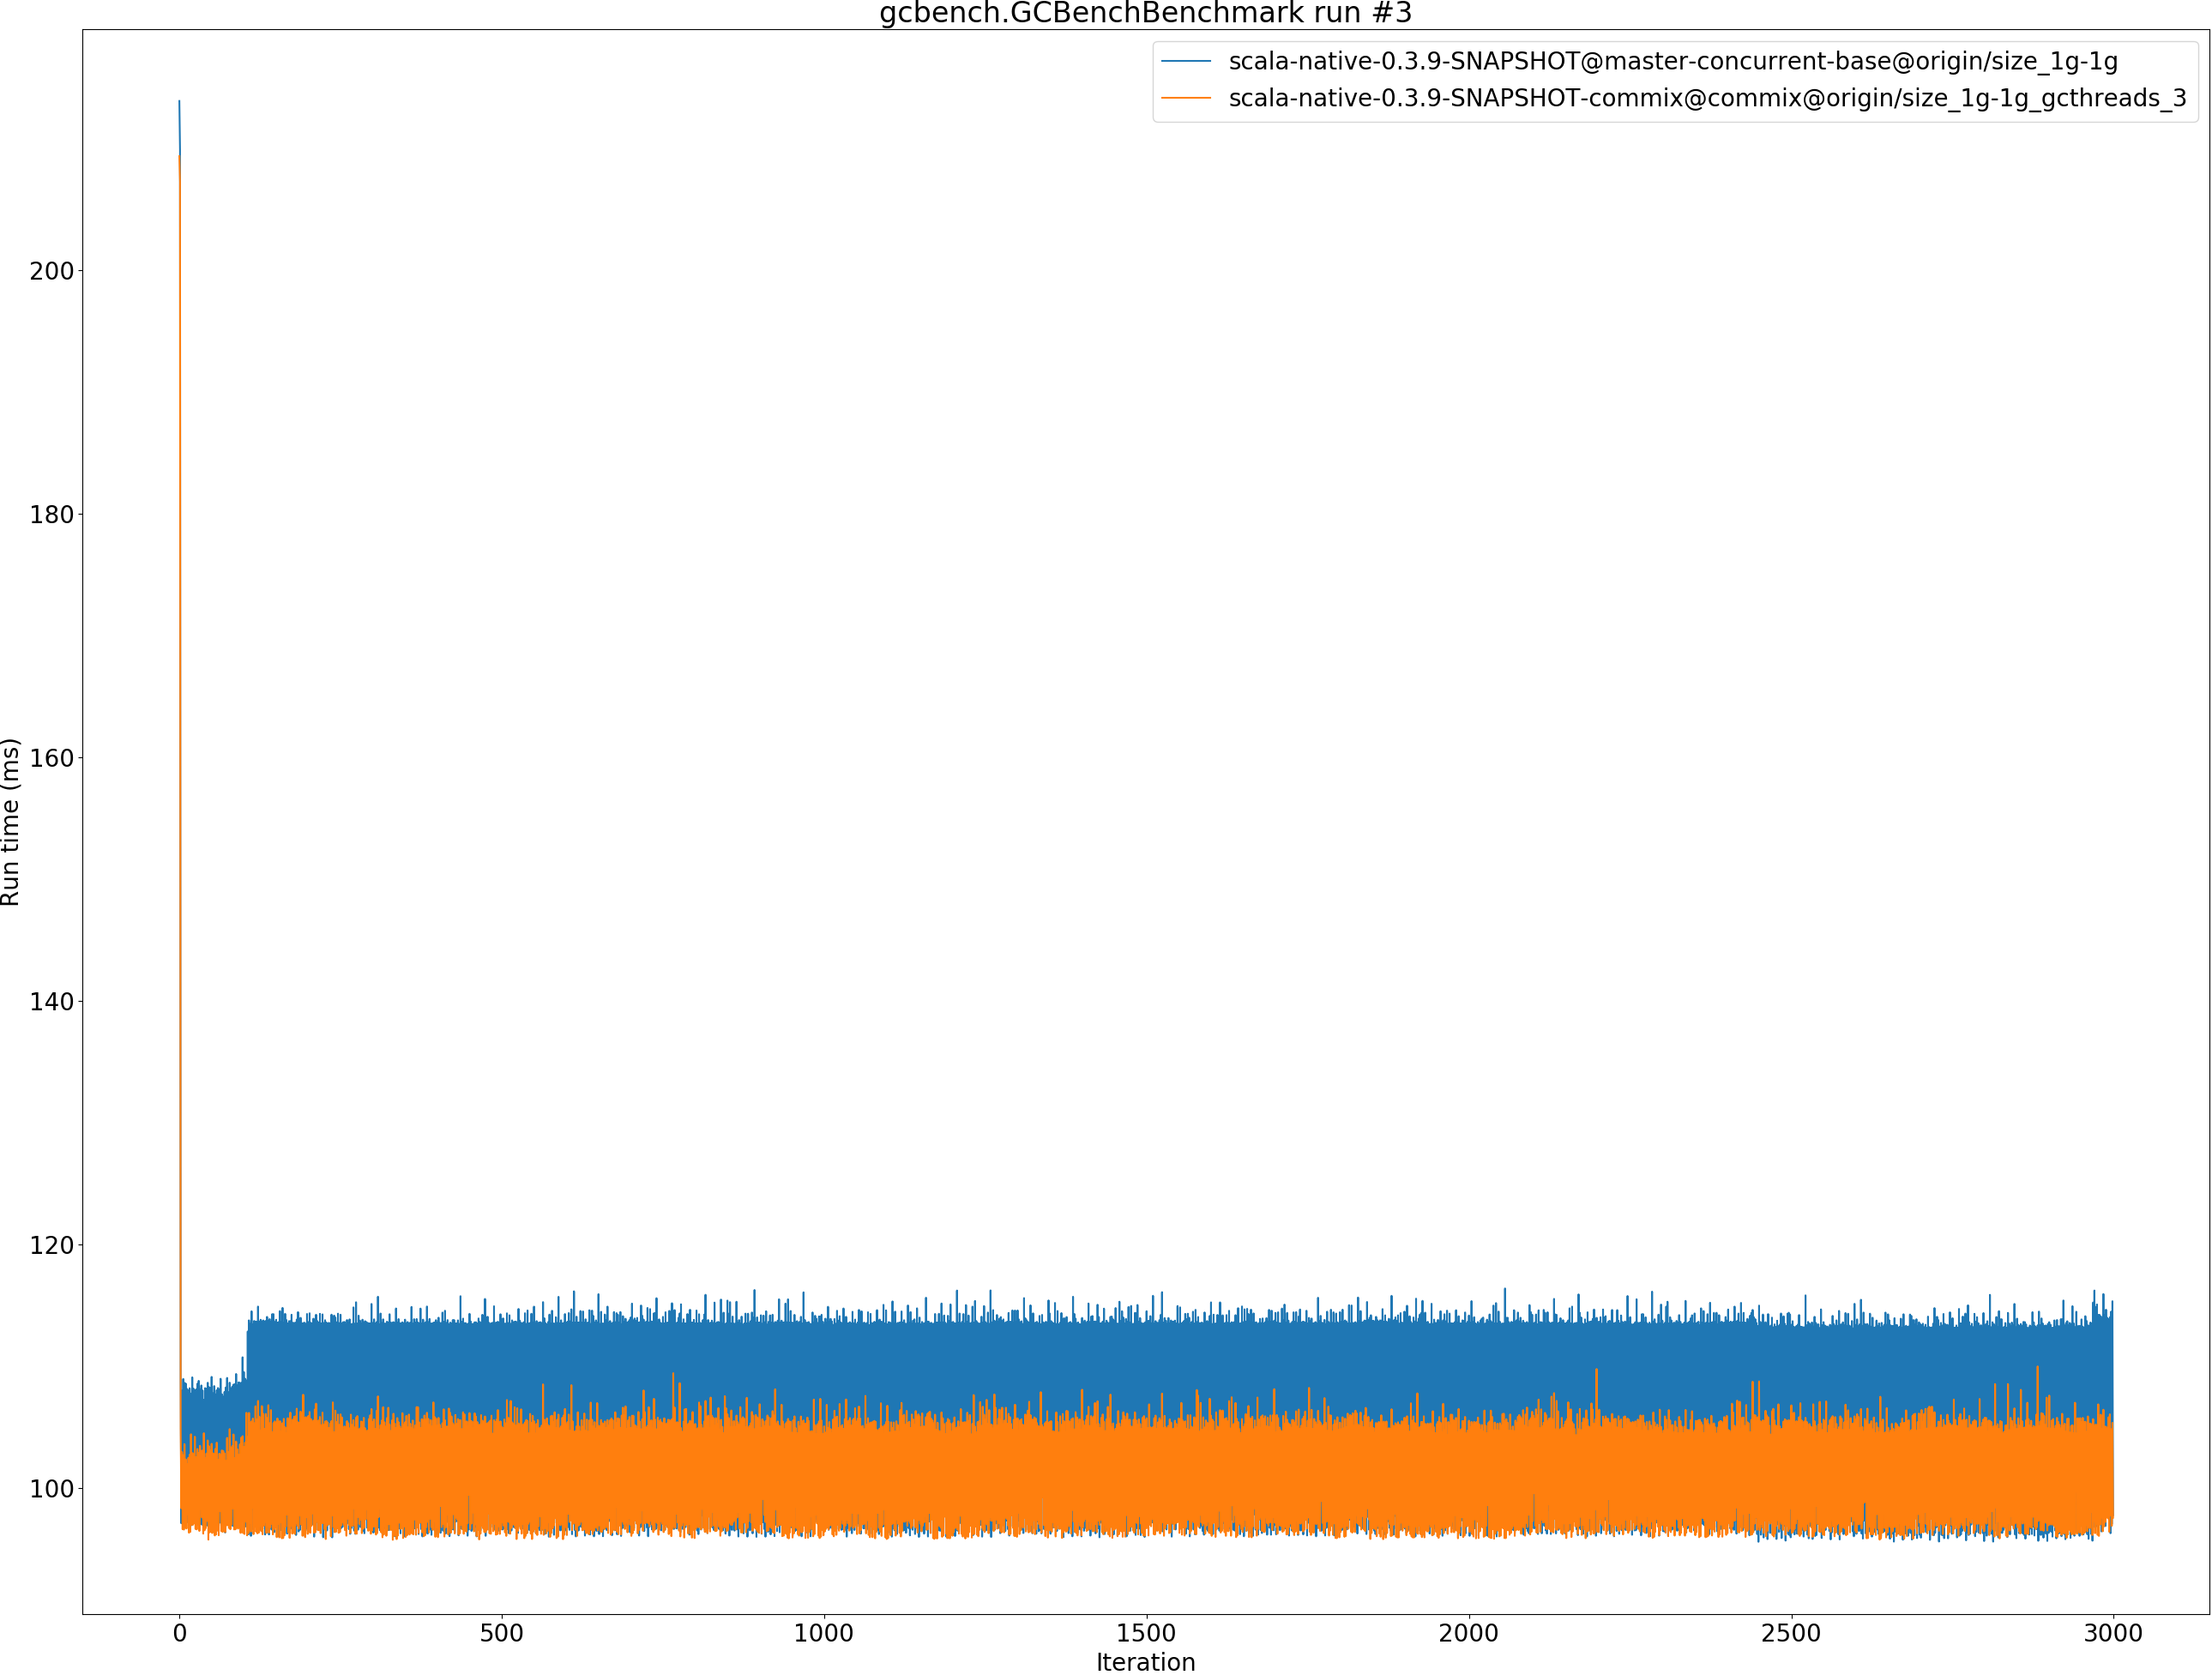 gcbench.GCBenchBenchmark run #3
scala-native-0.3.9-SNAPSHOT@master-concurrent-base@origin/size_1g-1g
scala-native-0.3.9-SNAPSHOT-commix@commix@origin/size_1g-1g_gcthreads_3
Run time (ms)
200
180
160
140
120
100
0
500
1000
1500
2000
2500
3000
Iteration